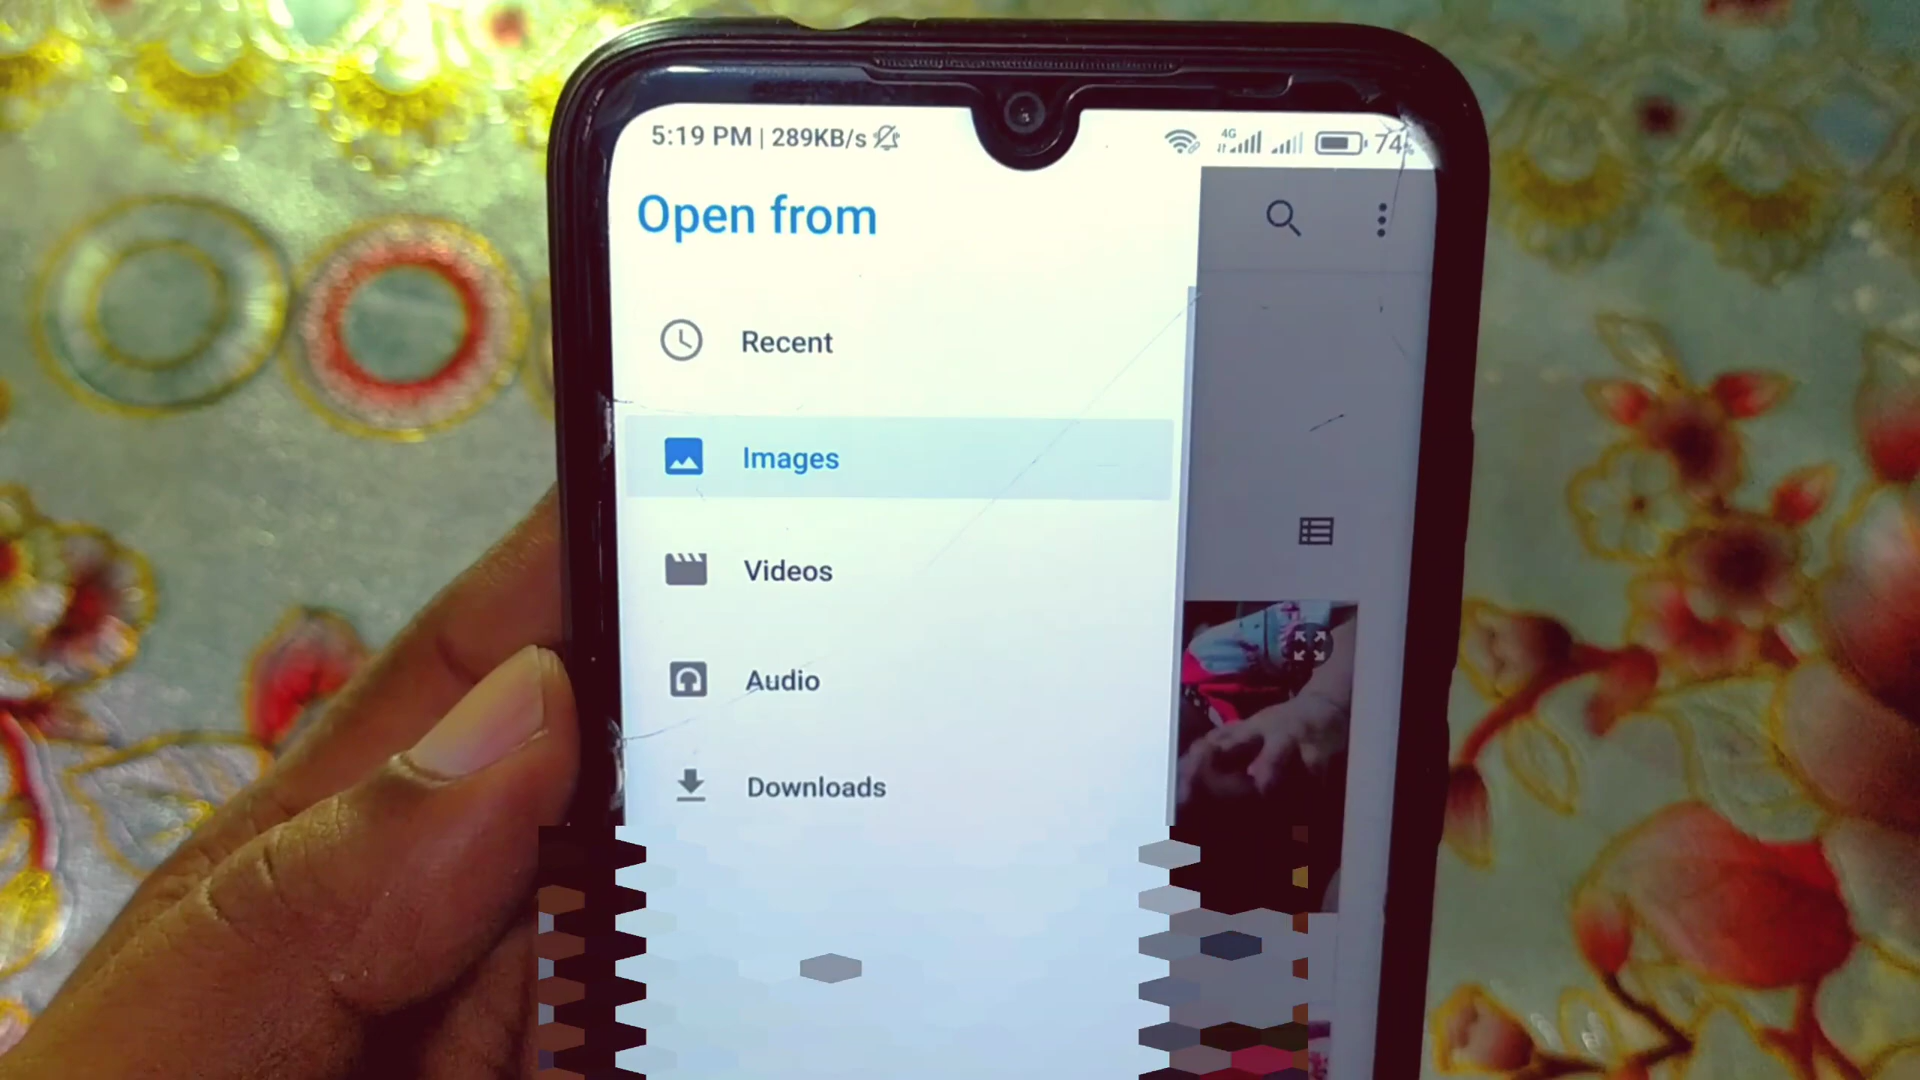 5:19 PM | 289KB/s 4G 74
Open from
Recent
Images
Videos
Audio
Downloads